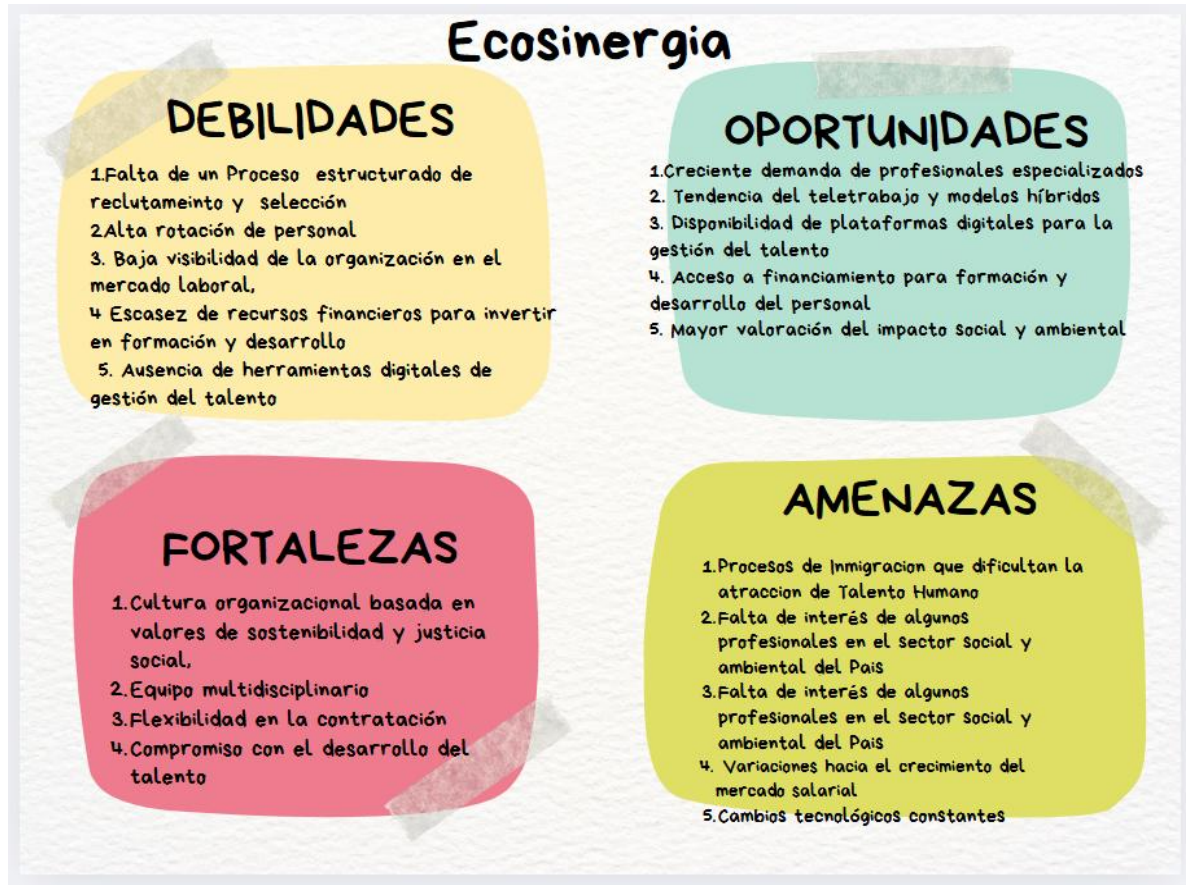 Ecosinergia
DEBILIDADES
1.Falta de un Proceso estructurado de
reclutameinto y selección
2Alta rotación de personal
3. Baja visibilidad de la organización en el
mercado laboral,
4 Escasez de recursos financieros para invertir
en formación y desarrollo
5. Ausencia de herramientas digitales de
gestión del talento
OPORTUNIDADES
1.Creciente demanda de profesionales especializados
2. Tendencia del teletrabajo y modelos híbridos
3. Disponibilidad de plataformas digitales para la
gestión del talento
4. Acceso a financiamiento para formación y
desarrollo del personal
5. Mayor valoración del impacto social y ambiental
FORTALEZAS
1.Cultura organizacional basada en
valores de sostenibilidad y justicia
social,
2.Equipo multidisciplinario
3.Flexibilidad en la contratación
4.Compromiso con el desarrollo del
talento
AMENAZAS
1.Procesos de Inmigracion que dificultan la
atraccion de Talento Humano
2.Falta de interés de algunos
profesionales en el sector social y
ambiental del Pais
3.Falta de interés de algunos
profesionales en el sector social y
ambiental del Pais
4. Variaciones hacia el crecimiento del
mercado salarial
5.Cambios tecnológicos constantes